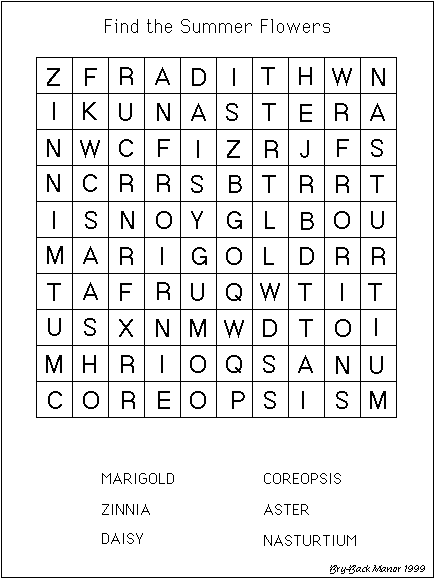 Find the Summer Flowers
Z F R A D I T H W N
I K U N A S T E R A
N W C F I Z R J F S
N C R R S B T R R T
I S N O Y G L B O U
M A R I G O L D R R
T A F R U Q W T I T
U S X N M W D T O I
M H R I O Q S A N U
C O R E O P S I S M
MARIGOLD COREOPSIS
ZINNIA ASTER
DAISY NASTURTIUM
Bry-Back Manor 1999